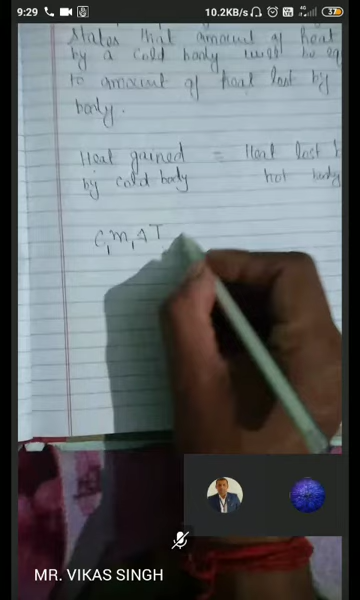 9:29
10.2KB/s
37
states that amount of heat
by a cold body will be
to amount of heat lost by
body.
Heat gained = Heat lost
by cold body hot body
C₁m₁ΔT
MR. VIKAS SINGH